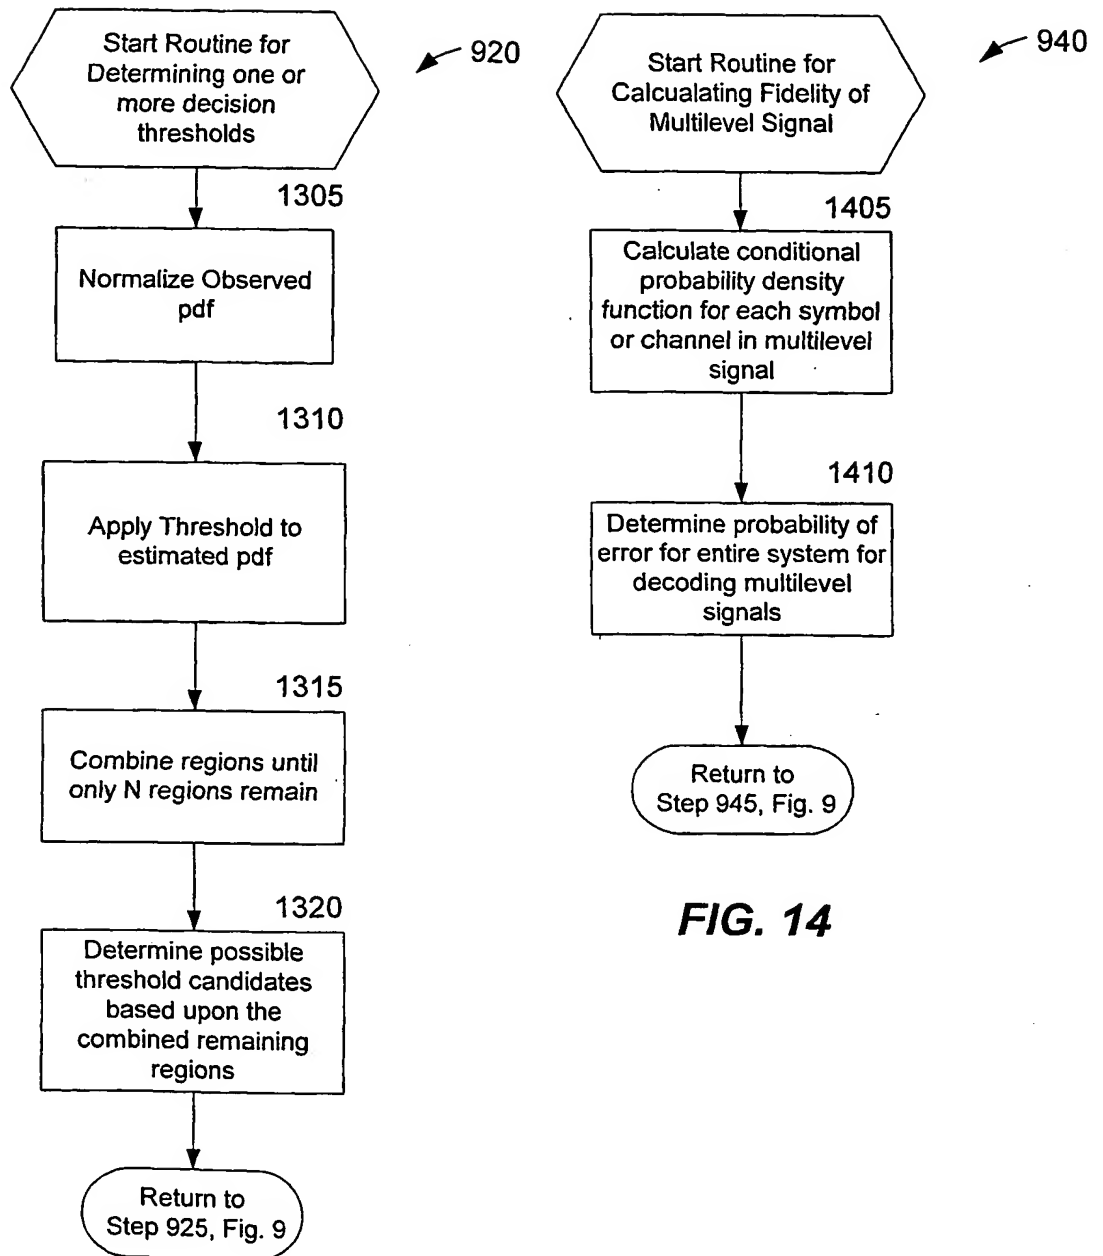 Start Routine for
Determining one or
more decision
thresholds
920
1305
Normalize Observed
pdf
1310
Apply Threshold to
estimated pdf
1315
Combine regions until
only N regions remain
1320
Determine possible
threshold candidates
based upon the
combined remaining
regions
Return to
Step 925, Fig. 9
Start Routine for
Calcualating Fidelity of
Multilevel Signal
940
1405
Calculate conditional
probability density
function for each symbol
or channel in multilevel
signal
1410
Determine probability of
error for entire system for
decoding multilevel
signals
Return to
Step 945, Fig. 9
FIG. 14